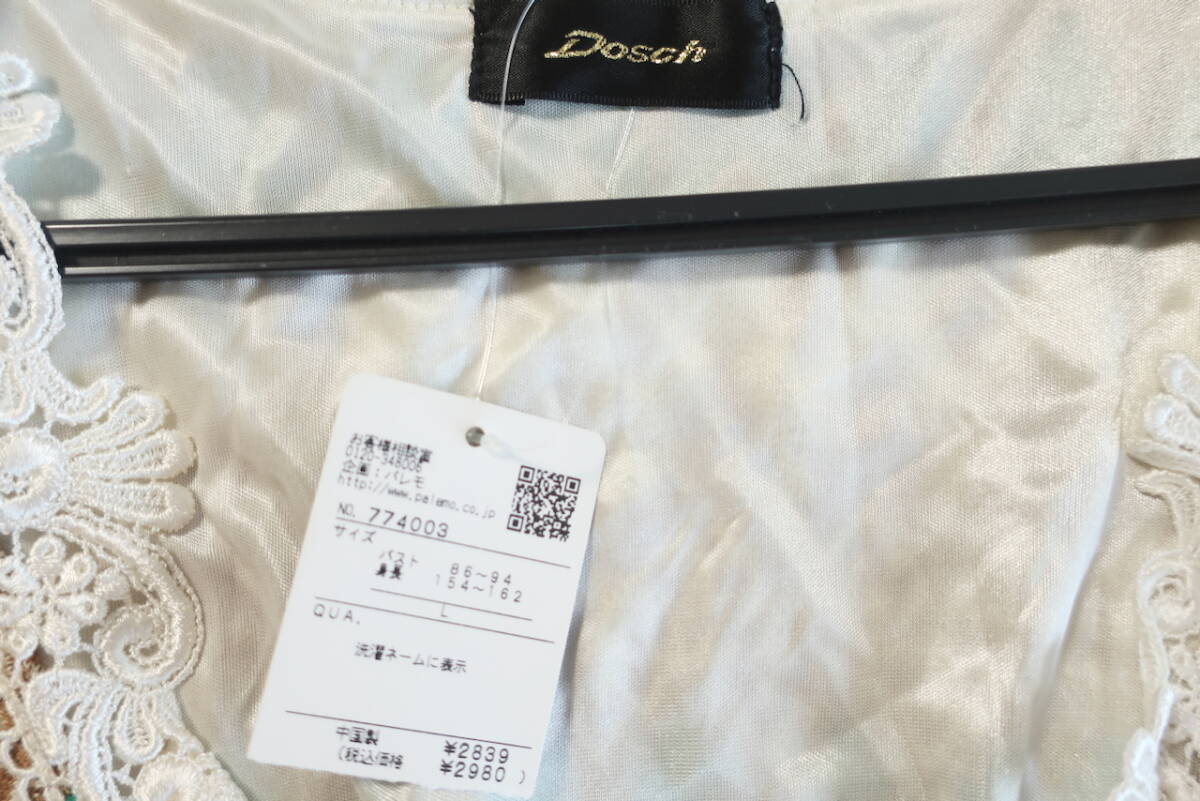 Dosch
お客様相談室
0120-348006
企画：パレモ
http://www.palemo.co.jp
NO. 774003
サイズ
バスト 86～94
身長 154～162
L
QUA.
洗濯ネームに表示
中国製 ¥2839
(税込価格 ¥2980 )